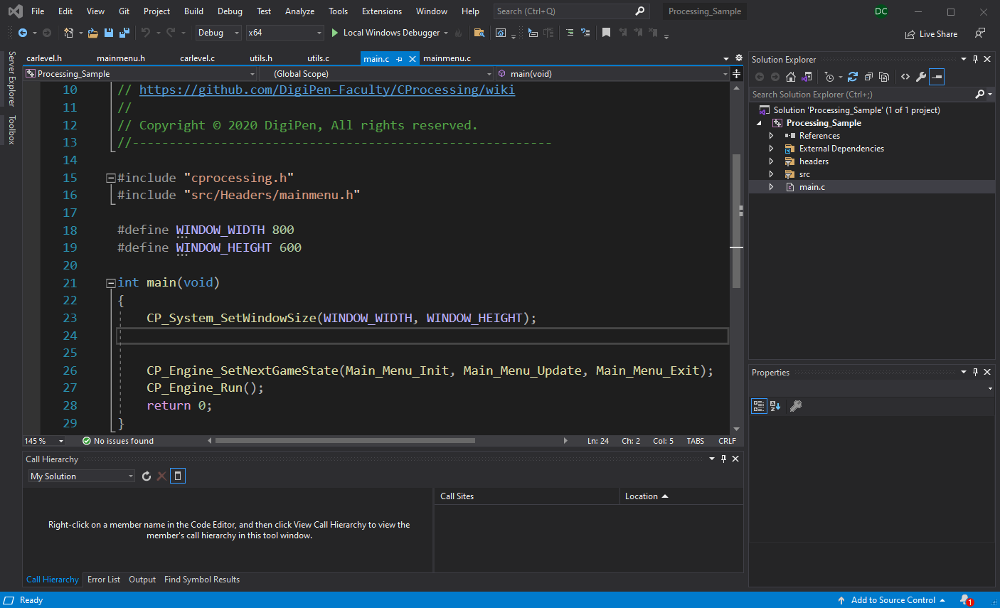 File Edit View Git Project Build Debug Test Analyze Tools Extensions Window Help Search (Ctrl+Q) Processing_Sample DC
Debug x64 Local Windows Debugger Live Share
Server Explorer
Toolbox
carlevel.h mainmenu.h carlevel.c utils.h utils.c main.c mainmenu.c
Processing_Sample (Global Scope) main(void)
10 // https://github.com/DigiPen-Faculty/CProcessing/wiki
11 //
12 // Copyright © 2020 DigiPen, All rights reserved.
13 //---------------------------------------------------------
14
15 #include "cprocessing.h"
16 #include "src/Headers/mainmenu.h"
17
18 #define WINDOW_WIDTH 800
19 #define WINDOW_HEIGHT 600
20
21 int main(void)
22 {
23 CP_System_SetWindowSize(WINDOW_WIDTH, WINDOW_HEIGHT);
24
25
26 CP_Engine_SetNextGameState(Main_Menu_Init, Main_Menu_Update, Main_Menu_Exit);
27 CP_Engine_Run();
28 return 0;
29 }
145 % No issues found Ln: 24 Ch: 2 Col: 5 TABS CRLF
Call Hierarchy
My Solution
Call Sites Location
Right-click on a member name in the Code Editor, and then click View Call Hierarchy to view the
member's call hierarchy in this tool window.
Call Hierarchy Error List Output Find Symbol Results
Solution Explorer
Search Solution Explorer (Ctrl+;)
Solution 'Processing_Sample' (1 of 1 project)
Processing_Sample
References
External Dependencies
headers
src
main.c
Properties
Ready Add to Source Control 1